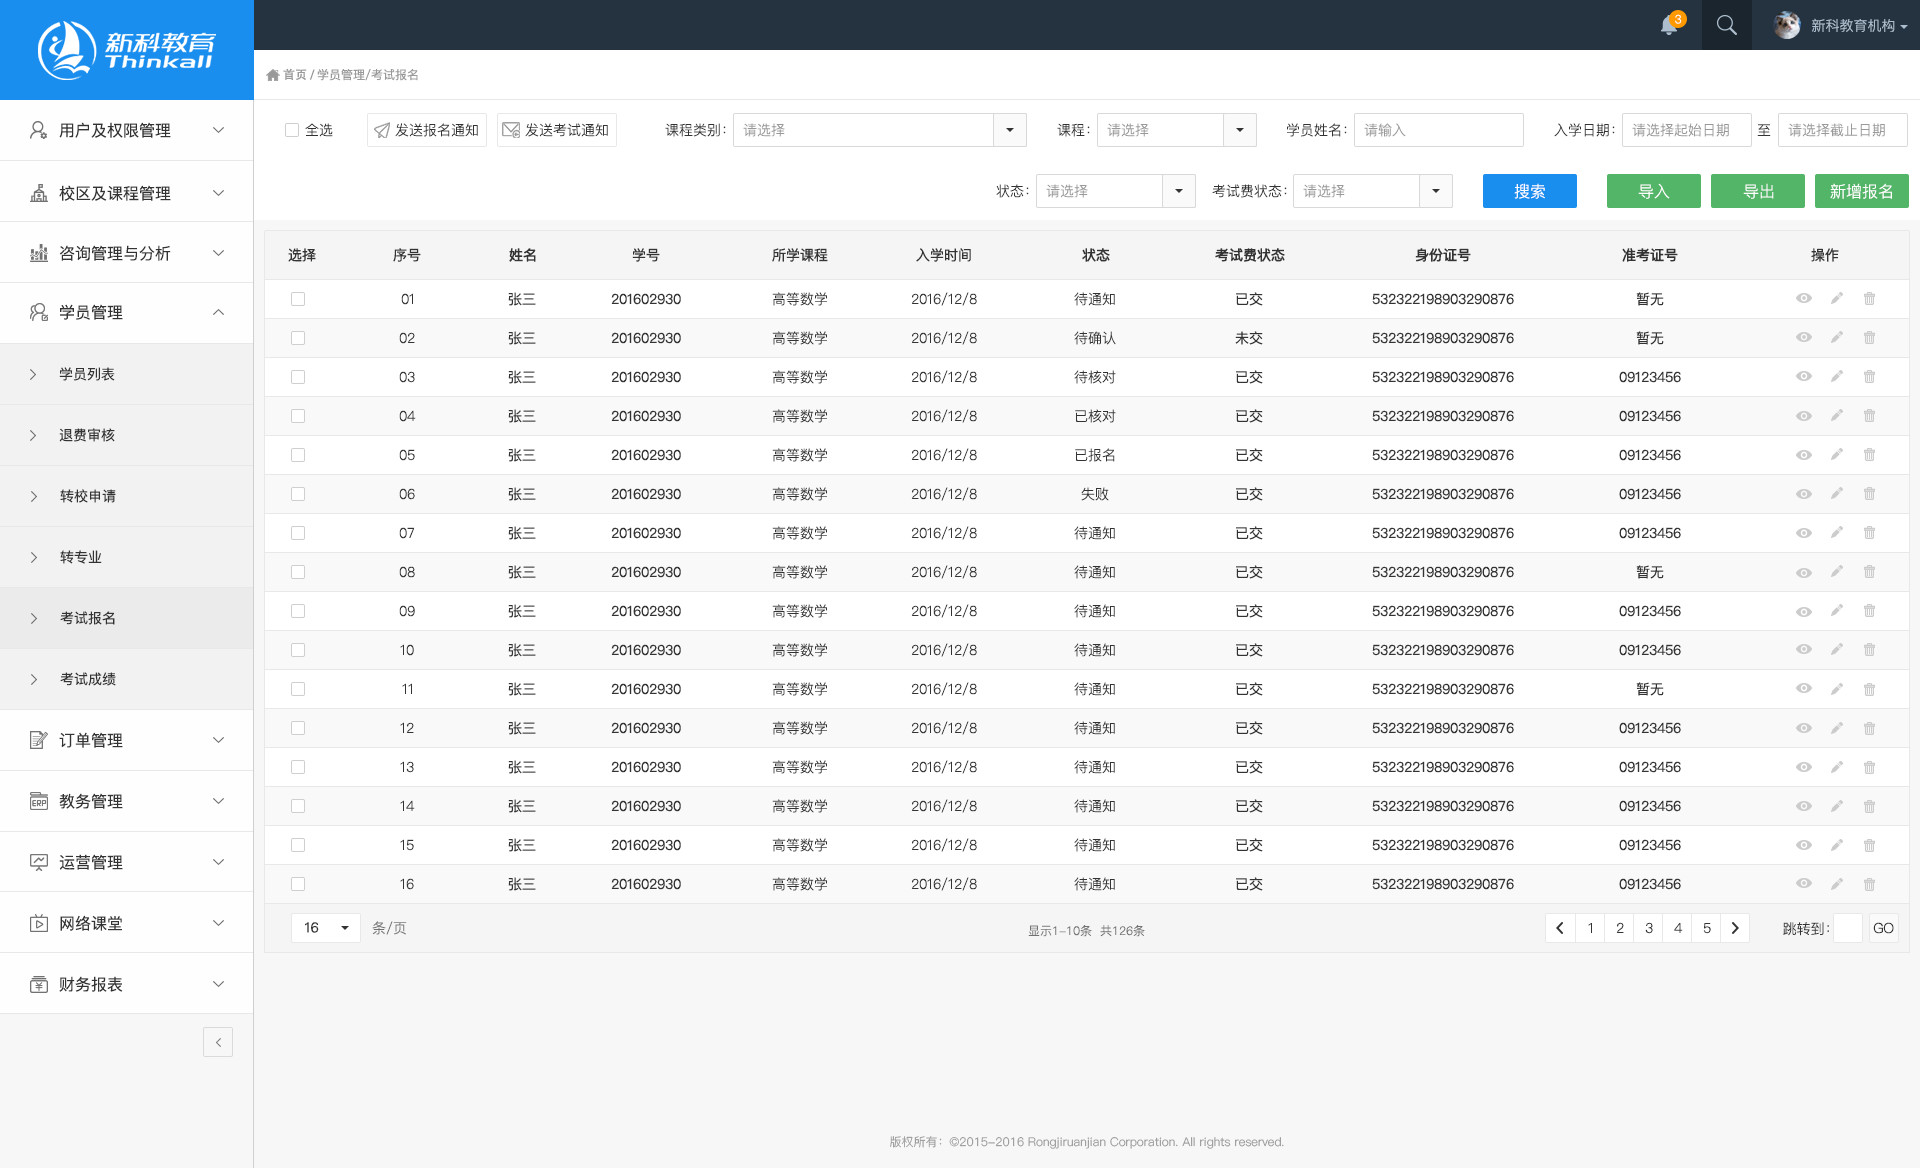 新科教育
Thinkall
3
新科教育机构
首页 / 学员管理/考试报名
用户及权限管理
校区及课程管理
咨询管理与分析
学员管理
学员列表
退费审核
转校申请
转专业
考试报名
考试成绩
订单管理
ERP 教务管理
运营管理
网络课堂
¥ 财务报表
全选 发送报名通知 发送考试通知 课程类别: 请选择 课程: 请选择 学员姓名: 请输入 入学日期: 请选择起始日期 至 请选择截止日期
状态: 请选择 考试费状态: 请选择 搜索 导入 导出 新增报名
选择 序号 姓名 学号 所学课程 入学时间 状态 考试费状态 身份证号 准考证号 操作
01 张三 201602930 高等数学 2016/12/8 待通知 已交 532322198903290876 暂无
02 张三 201602930 高等数学 2016/12/8 待确认 未交 532322198903290876 暂无
03 张三 201602930 高等数学 2016/12/8 待核对 已交 532322198903290876 09123456
04 张三 201602930 高等数学 2016/12/8 已核对 已交 532322198903290876 09123456
05 张三 201602930 高等数学 2016/12/8 已报名 已交 532322198903290876 09123456
06 张三 201602930 高等数学 2016/12/8 失败 已交 532322198903290876 09123456
07 张三 201602930 高等数学 2016/12/8 待通知 已交 532322198903290876 09123456
08 张三 201602930 高等数学 2016/12/8 待通知 已交 532322198903290876 暂无
09 张三 201602930 高等数学 2016/12/8 待通知 已交 532322198903290876 09123456
10 张三 201602930 高等数学 2016/12/8 待通知 已交 532322198903290876 09123456
11 张三 201602930 高等数学 2016/12/8 待通知 已交 532322198903290876 暂无
12 张三 201602930 高等数学 2016/12/8 待通知 已交 532322198903290876 09123456
13 张三 201602930 高等数学 2016/12/8 待通知 已交 532322198903290876 09123456
14 张三 201602930 高等数学 2016/12/8 待通知 已交 532322198903290876 09123456
15 张三 201602930 高等数学 2016/12/8 待通知 已交 532322198903290876 09123456
16 张三 201602930 高等数学 2016/12/8 待通知 已交 532322198903290876 09123456
16 条/页 显示1-10条 共126条 1 2 3 4 5 跳转到: GO
版权所有：©2015-2016 Rongjiruanjian Corporation. All rights reserved.